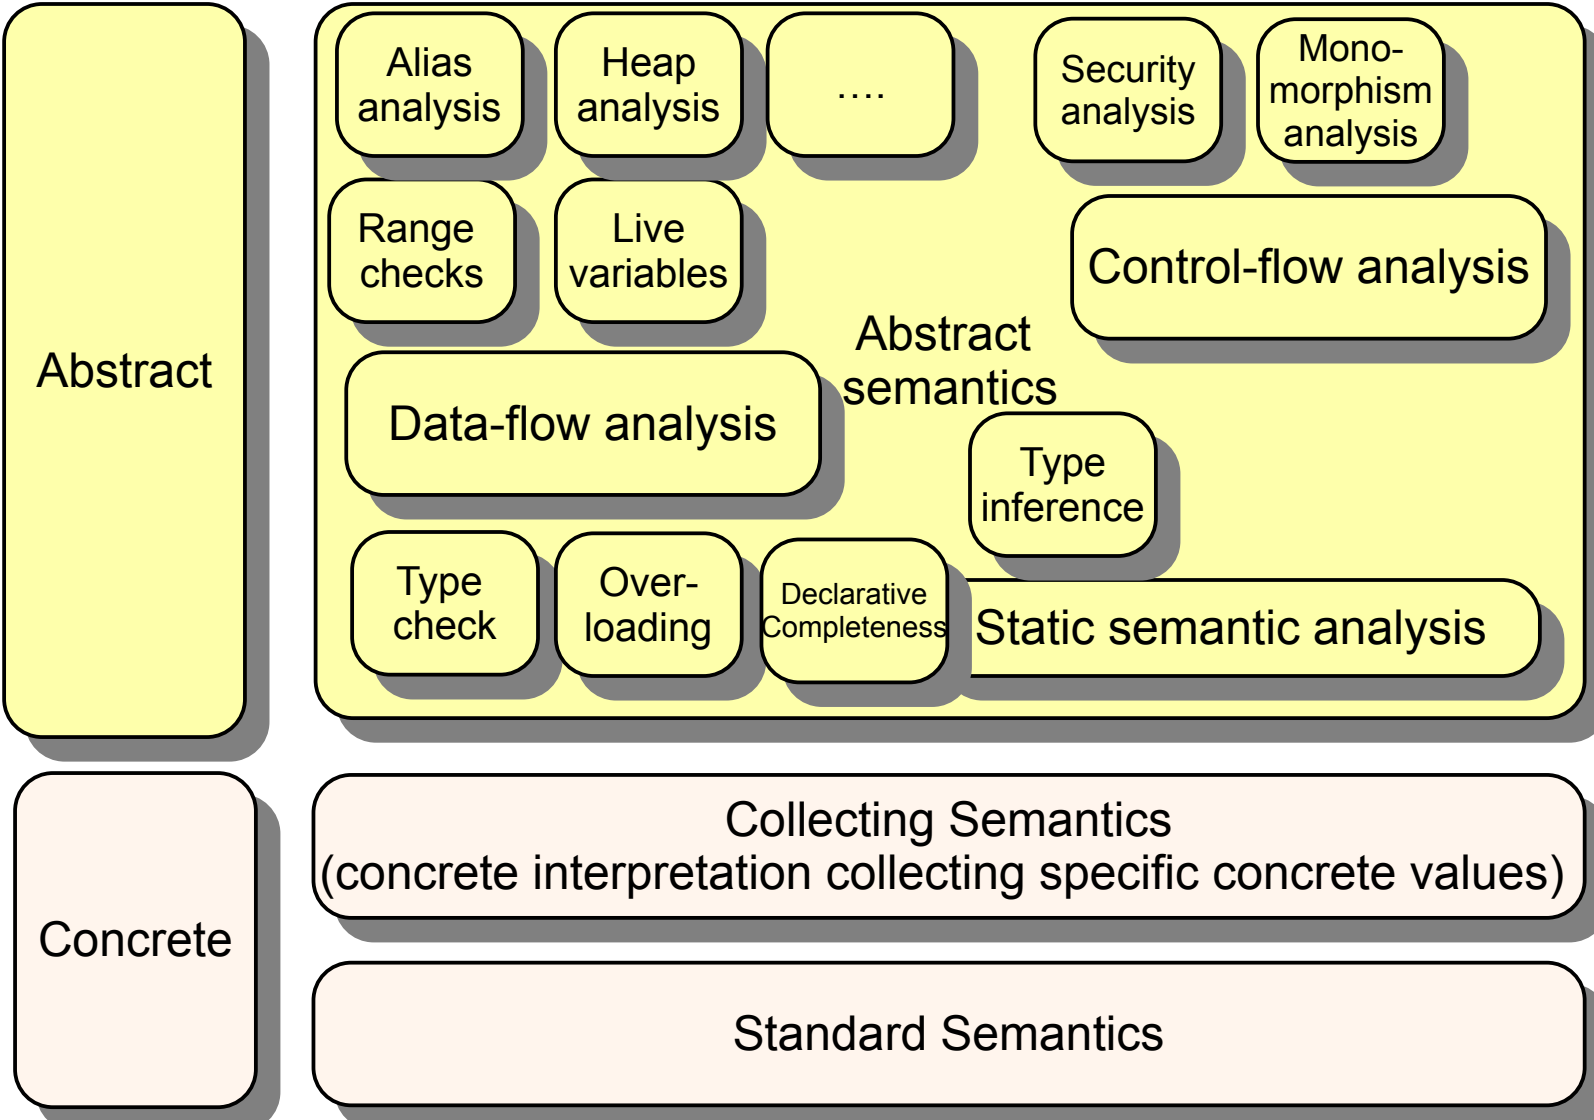 Abstract
Alias
analysis
Heap
analysis
....
Security
analysis
Mono-
morphism
analysis
Range
checks
Live
variables
Control-flow analysis
Abstract
semantics
Data-flow analysis
Type
inference
Type
check
Over-
loading
Declarative
Completeness
Static semantic analysis
Concrete
Collecting Semantics
(concrete interpretation collecting specific concrete values)
Standard Semantics